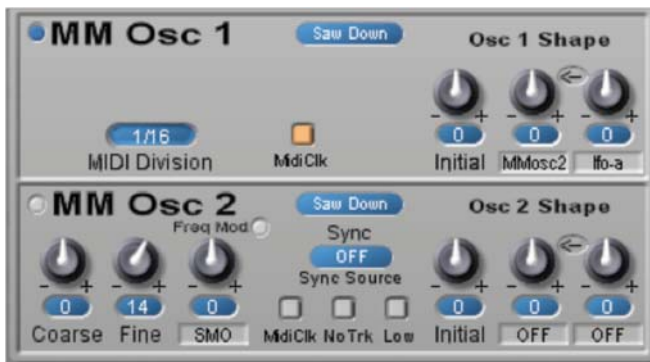 MM Osc 1
Saw Down
Osc 1 Shape
- + - + - +
0 0 0
1/16
MIDI Division
MidiClk
Initial MMosc2 lfo-a
MM Osc 2
Saw Down
Osc 2 Shape
Freq Mod
Sync
OFF
Sync Source
- + - + - + - + - + - +
0 14 0 0 0 0
Coarse Fine SMO MidiClk NoTrk Low Initial OFF OFF